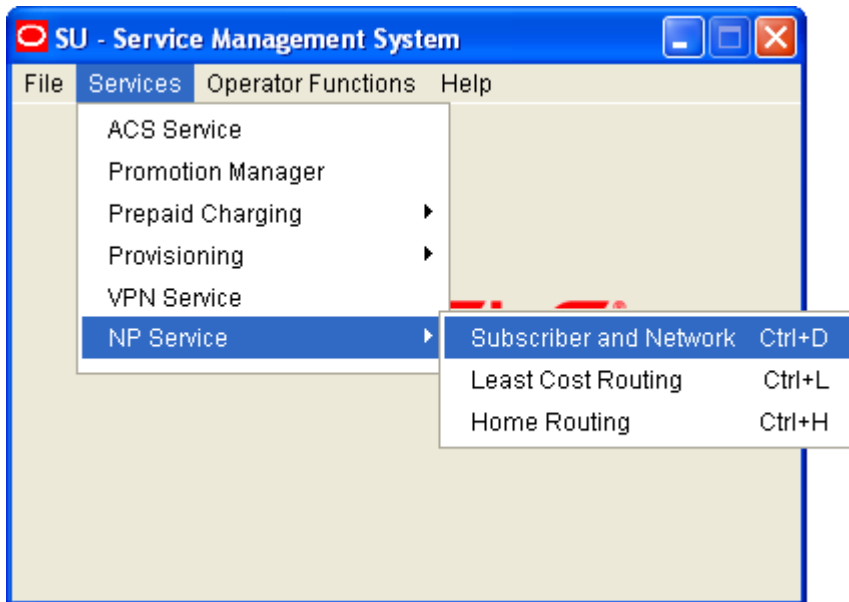 SU - Service Management System
File Services Operator Functions Help
ACS Service
Promotion Manager
Prepaid Charging
Provisioning
VPN Service
NP Service
Subscriber and Network Ctrl+D
Least Cost Routing Ctrl+L
Home Routing Ctrl+H